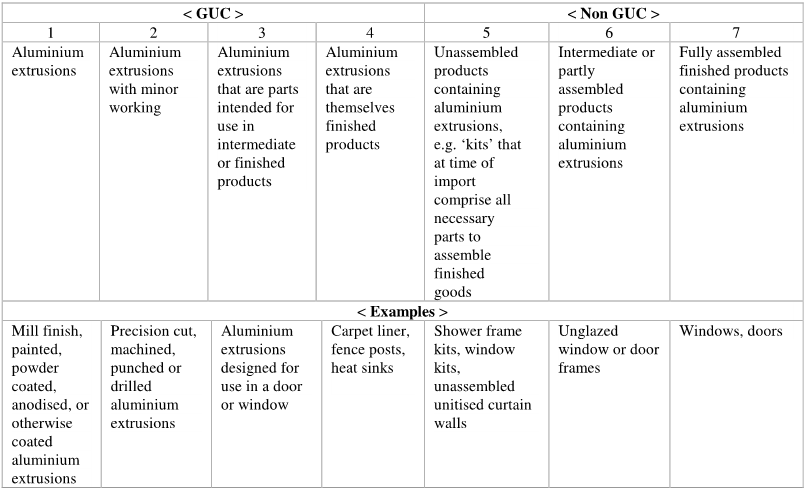 < GUC > < Non GUC >
1 2 3 4 5 6 7
Aluminium
extrusions
Aluminium
extrusions
with minor
working
Aluminium
extrusions
that are parts
intended for
use in
intermediate
or finished
products
Aluminium
extrusions
that are
themselves
finished
products
Unassembled
products
containing
aluminium
extrusions,
e.g. ‘kits’ that
at time of
import
comprise all
necessary
parts to
assemble
finished
goods
Intermediate or
partly
assembled
products
containing
aluminium
extrusions
Fully assembled
finished products
containing
aluminium
extrusions
< Examples >
Mill finish,
painted,
powder
coated,
anodised, or
otherwise
coated
aluminium
extrusions
Precision cut,
machined,
punched or
drilled
aluminium
extrusions
Aluminium
extrusions
designed for
use in a door
or window
Carpet liner,
fence posts,
heat sinks
Shower frame
kits, window
kits,
unassembled
unitised curtain
walls
Unglazed
window or door
frames
Windows, doors